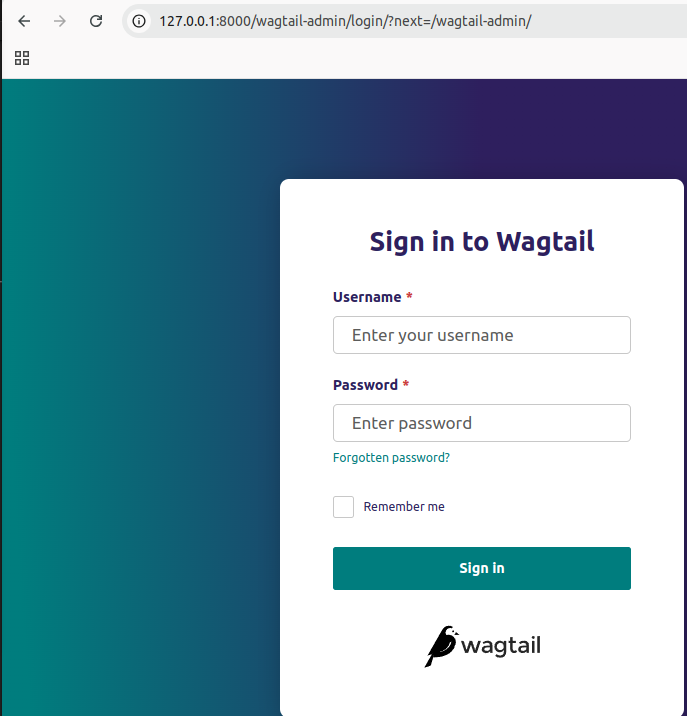 127.0.0.1:8000/wagtail-admin/login/?next=/wagtail-admin/
Sign in to Wagtail
Username *
Enter your username
Password *
Enter password
Forgotten password?
Remember me
Sign in
wagtail